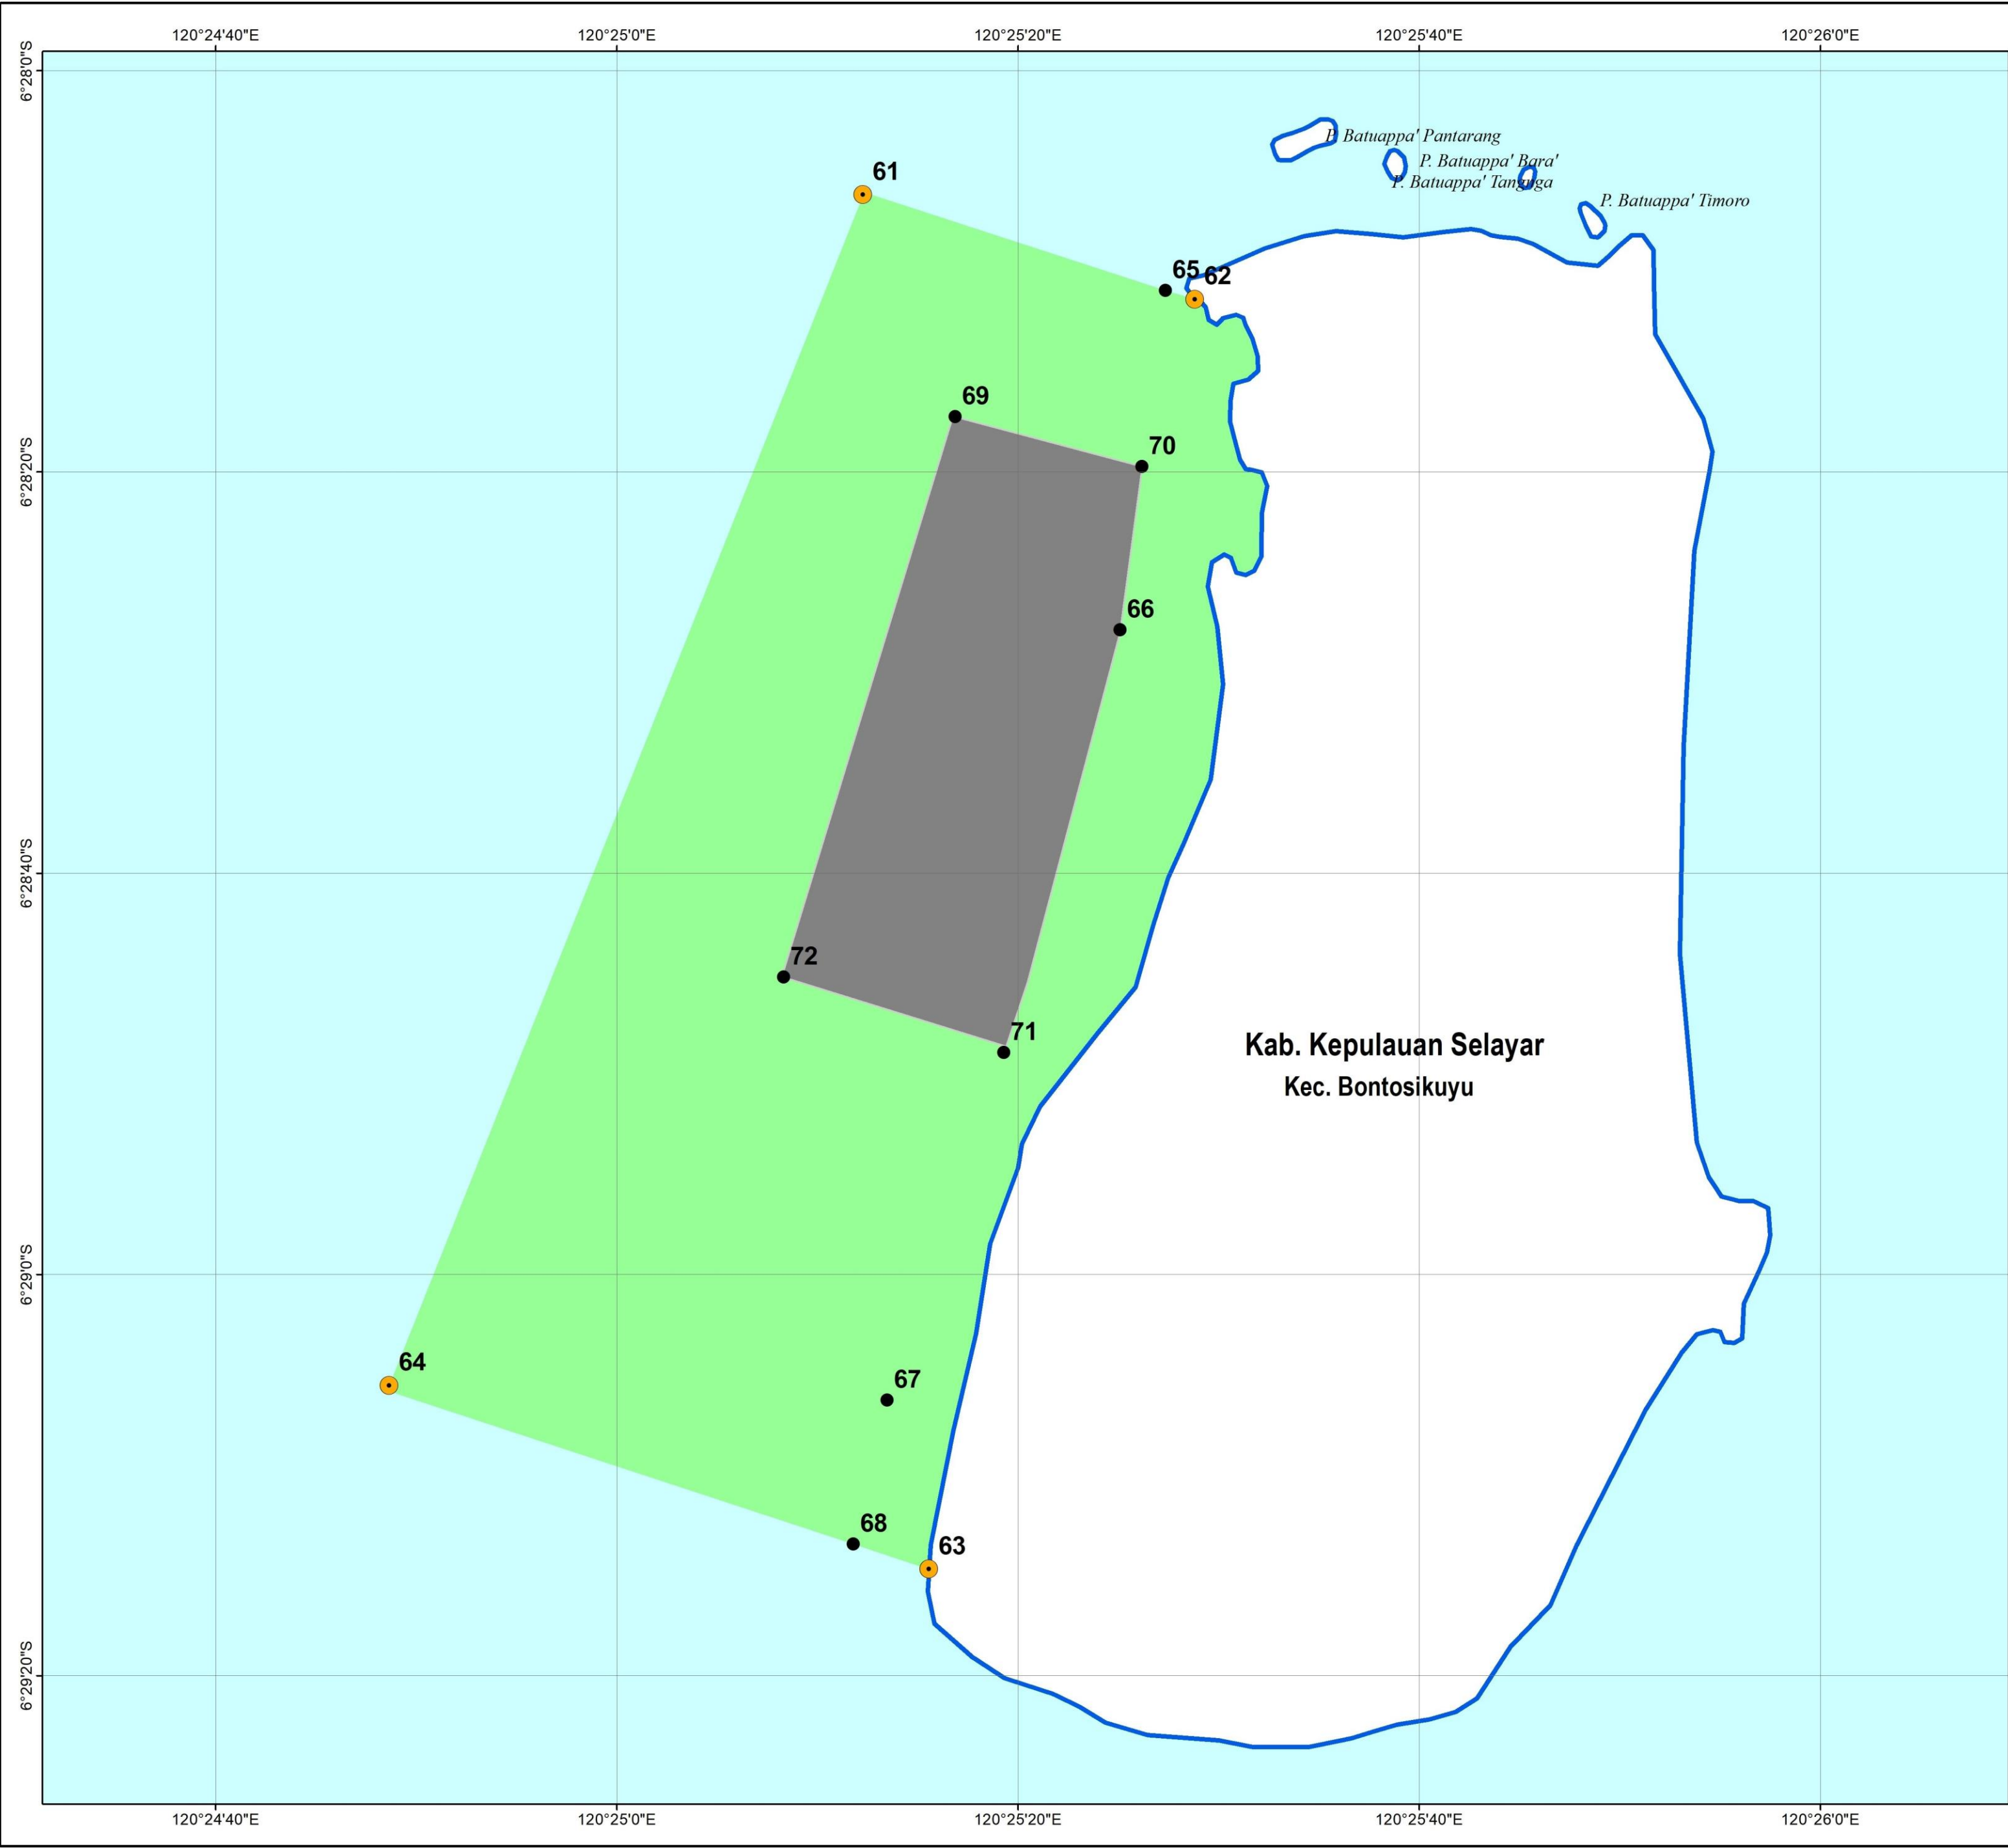 120°24'40"E 120°25'0"E 120°25'20"E 120°25'40"E 120°26'0"E
6°28'0"S
P. Batuappa' Pantarang
P. Batuappa' Bara'
61
P. Batuappa' Tangnga
P. Batuappa' Timoro
65
62
69
70
6°28'20"S
66
6°28'40"S
72
71
Kab. Kepulauan Selayar
Kec. Bontosikuyu
6°29'0"S
64
67
68
63
6°29'20"S
120°24'40"E 120°25'0"E 120°25'20"E 120°25'40"E 120°26'0"E